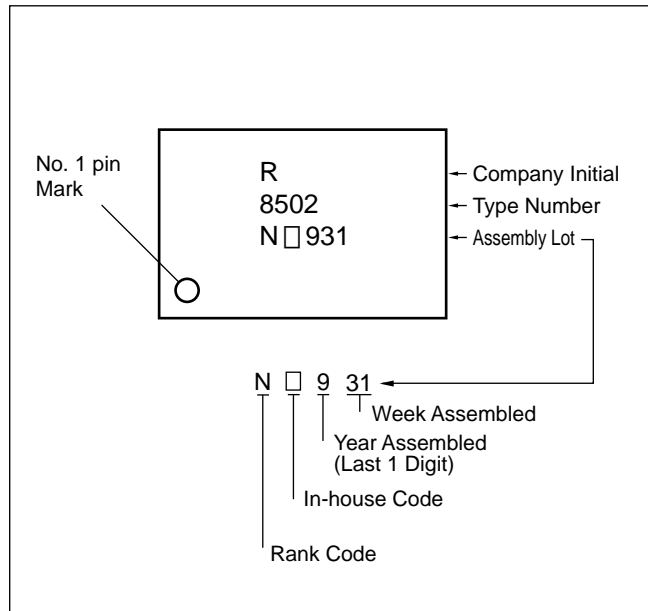 No. 1 pin
Mark
R
8502
N □ 931
Company Initial
Type Number
Assembly Lot
N □ 9 31
Week Assembled
Year Assembled
(Last 1 Digit)
In-house Code
Rank Code